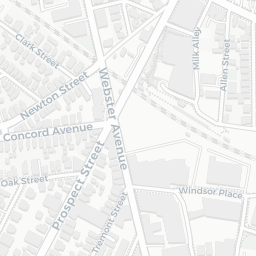 Clark Street
Milk Alley
Allen Street
Newton Street
Webster Avenue
Concord Avenue
Prospect Street
Oak Street
Windsor Place
Tremont Street